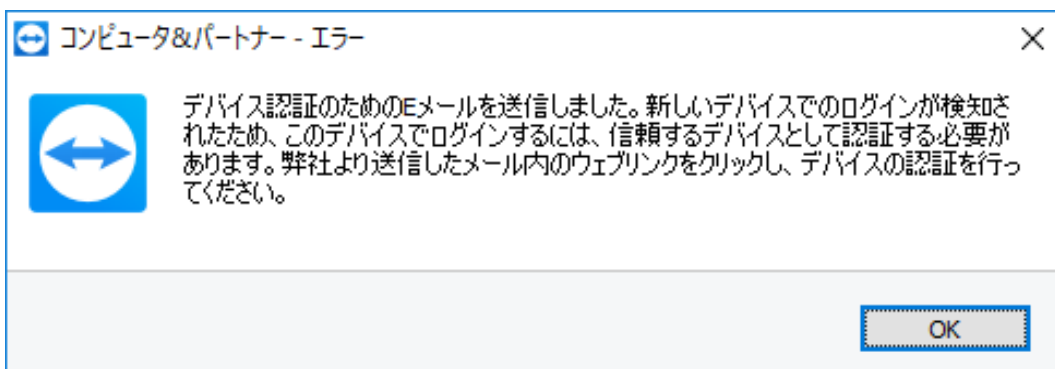 コンピュータ&パートナー - エラー
デバイス認証のためのEメールを送信しました。新しいデバイスでのログインが検知さ
れたため、このデバイスでログインするには、信頼するデバイスとして認証する必要が
あります。弊社より送信したメール内のウェブリンクをクリックし、デバイスの認証を行っ
てください。
OK